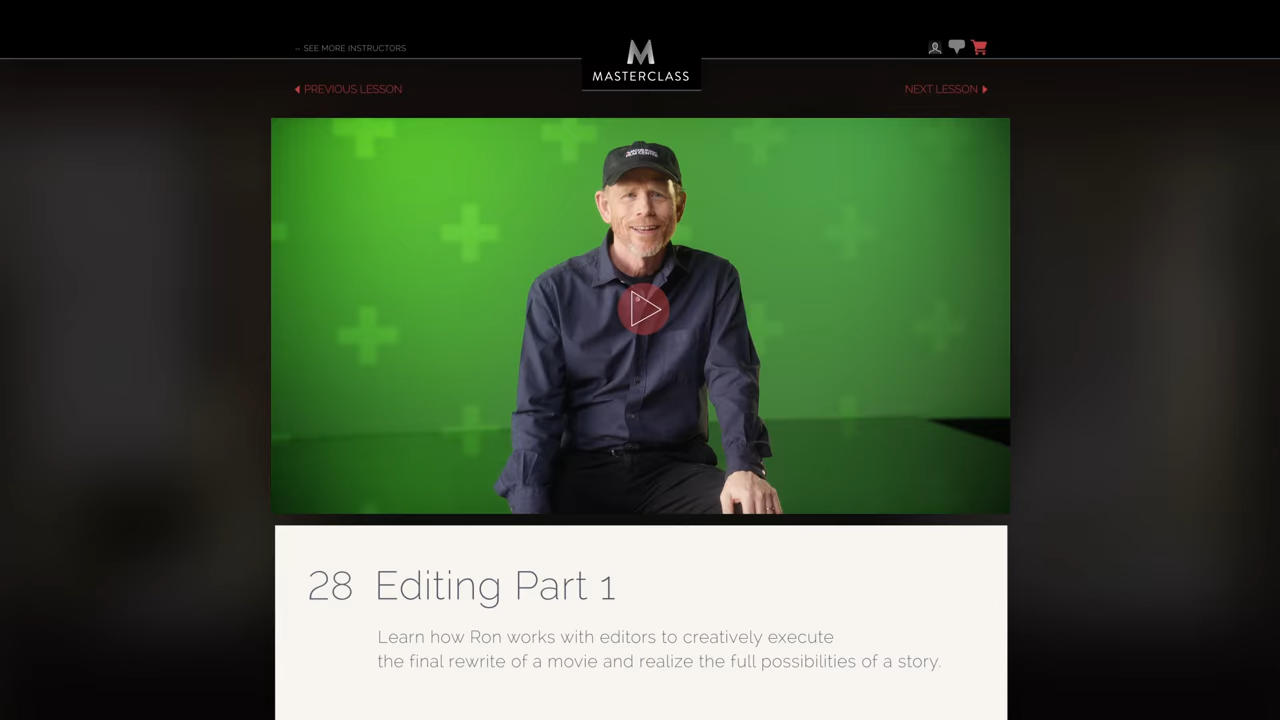 SEE MORE INSTRUCTORS
MASTERCLASS
PREVIOUS LESSON
NEXT LESSON
28 Editing Part 1
Learn how Ron works with editors to creatively execute
the final rewrite of a movie and realize the full possibilities of a story.